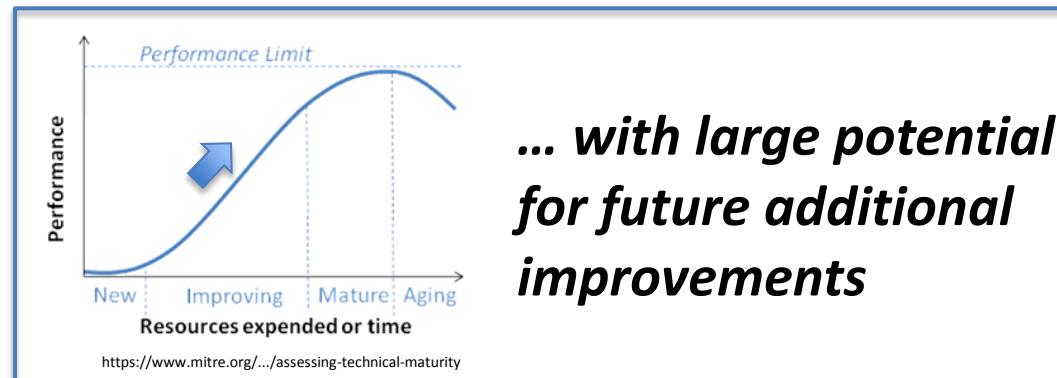 Performance Limit
Performance
New Improving Mature Aging
Resources expended or time
https://www.mitre.org/.../assessing-technical-maturity
... with large potential
for future additional
improvements